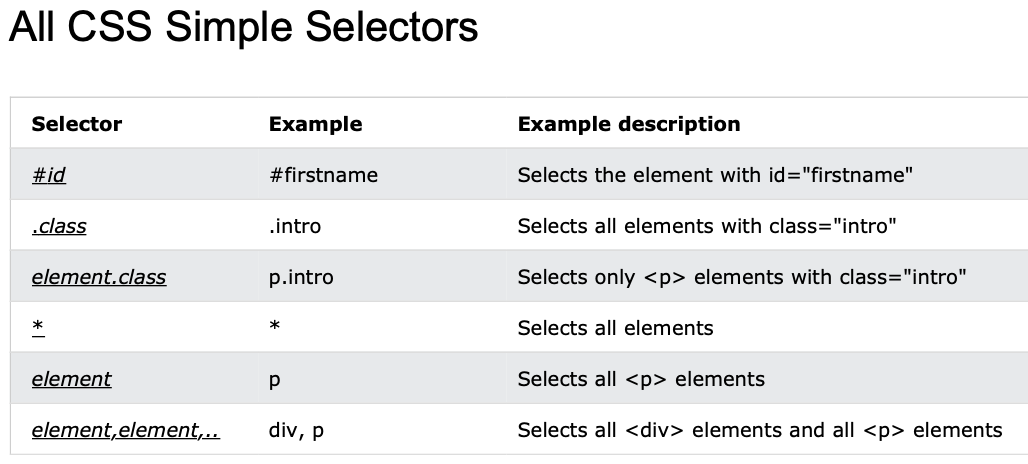 All CSS Simple Selectors
Selector Example Example description
#id #firstname Selects the element with id="firstname"
.class .intro Selects all elements with class="intro"
element.class p.intro Selects only <p> elements with class="intro"
* * Selects all elements
element p Selects all <p> elements
element,element,.. div, p Selects all <div> elements and all <p> elements